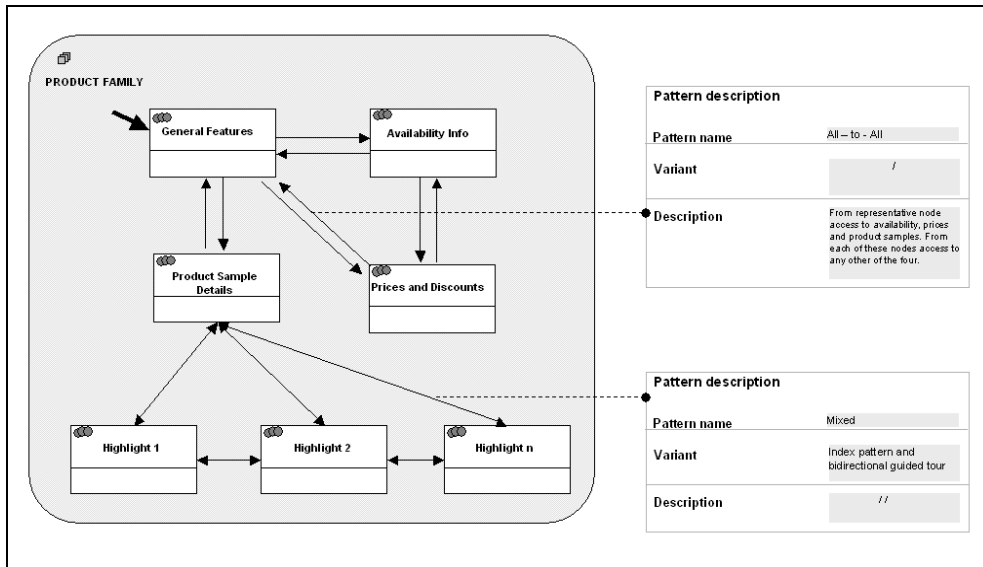 PRODUCT FAMILY
General Features
Availability Info
Product Sample
Details
Prices and Discounts
Highlight 1
Highlight 2
Highlight n
Pattern description
Pattern name
All – to - All
Variant
/
Description
From representative node
access to availability, prices
and product samples. From
each of these nodes access to
any other of the four.
Pattern description
Pattern name
Mixed
Variant
Index pattern and
bidirectional guided tour
Description
/ /